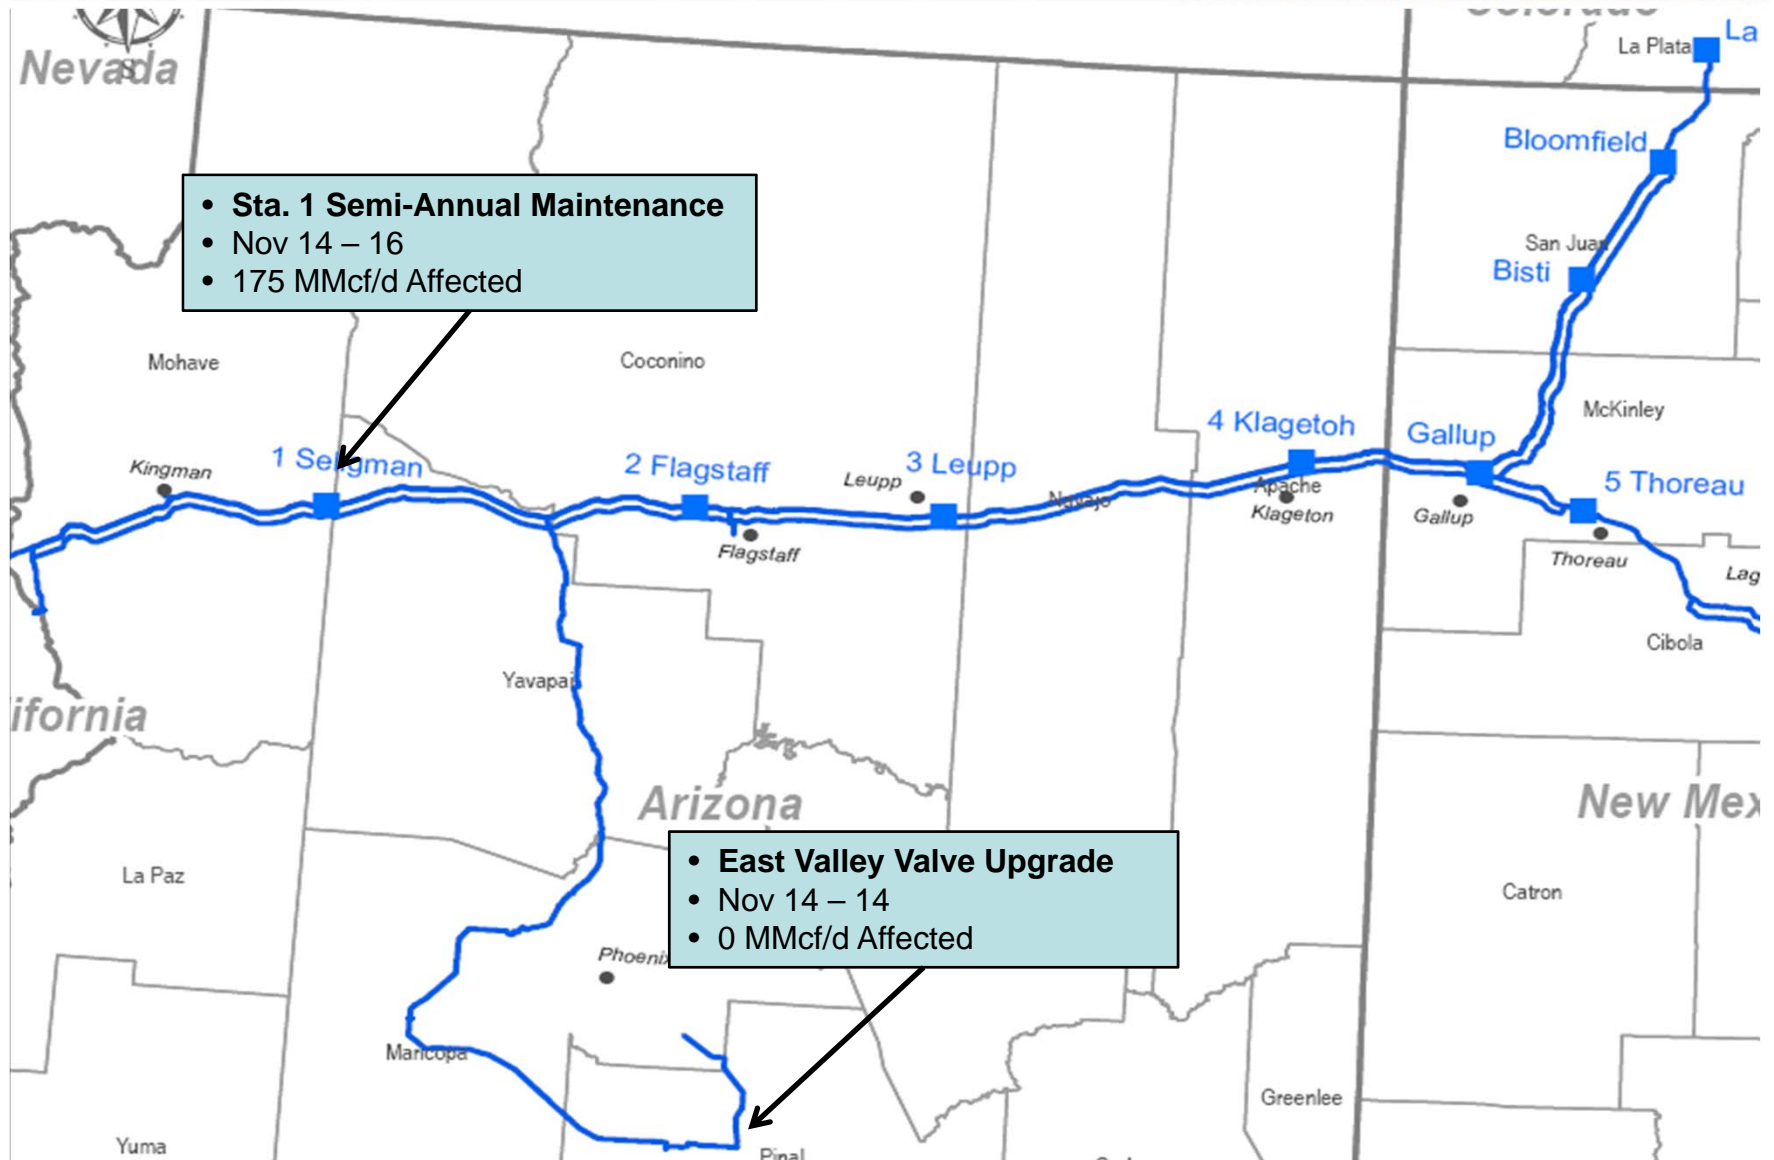 Colorado
La Plata
La
Nevada
S
Bloomfield
• Sta. 1 Semi-Annual Maintenance
• Nov 14 – 16
• 175 MMcf/d Affected
San Juan
Bisti
Mohave
Coconino
McKinley
4 Klagetoh
Gallup
Kingman
1 Seligman
2 Flagstaff
3 Leupp
Leupp
5 Thoreau
Navajo
Apache
Klageton
Gallup
Flagstaff
Thoreau
Lag
Cibola
Yavapai
ifornia
Arizona
New Mex
• East Valley Valve Upgrade
• Nov 14 – 14
• 0 MMcf/d Affected
La Paz
Catron
Phoenix
Maricopa
Greenlee
Yuma
Pinal